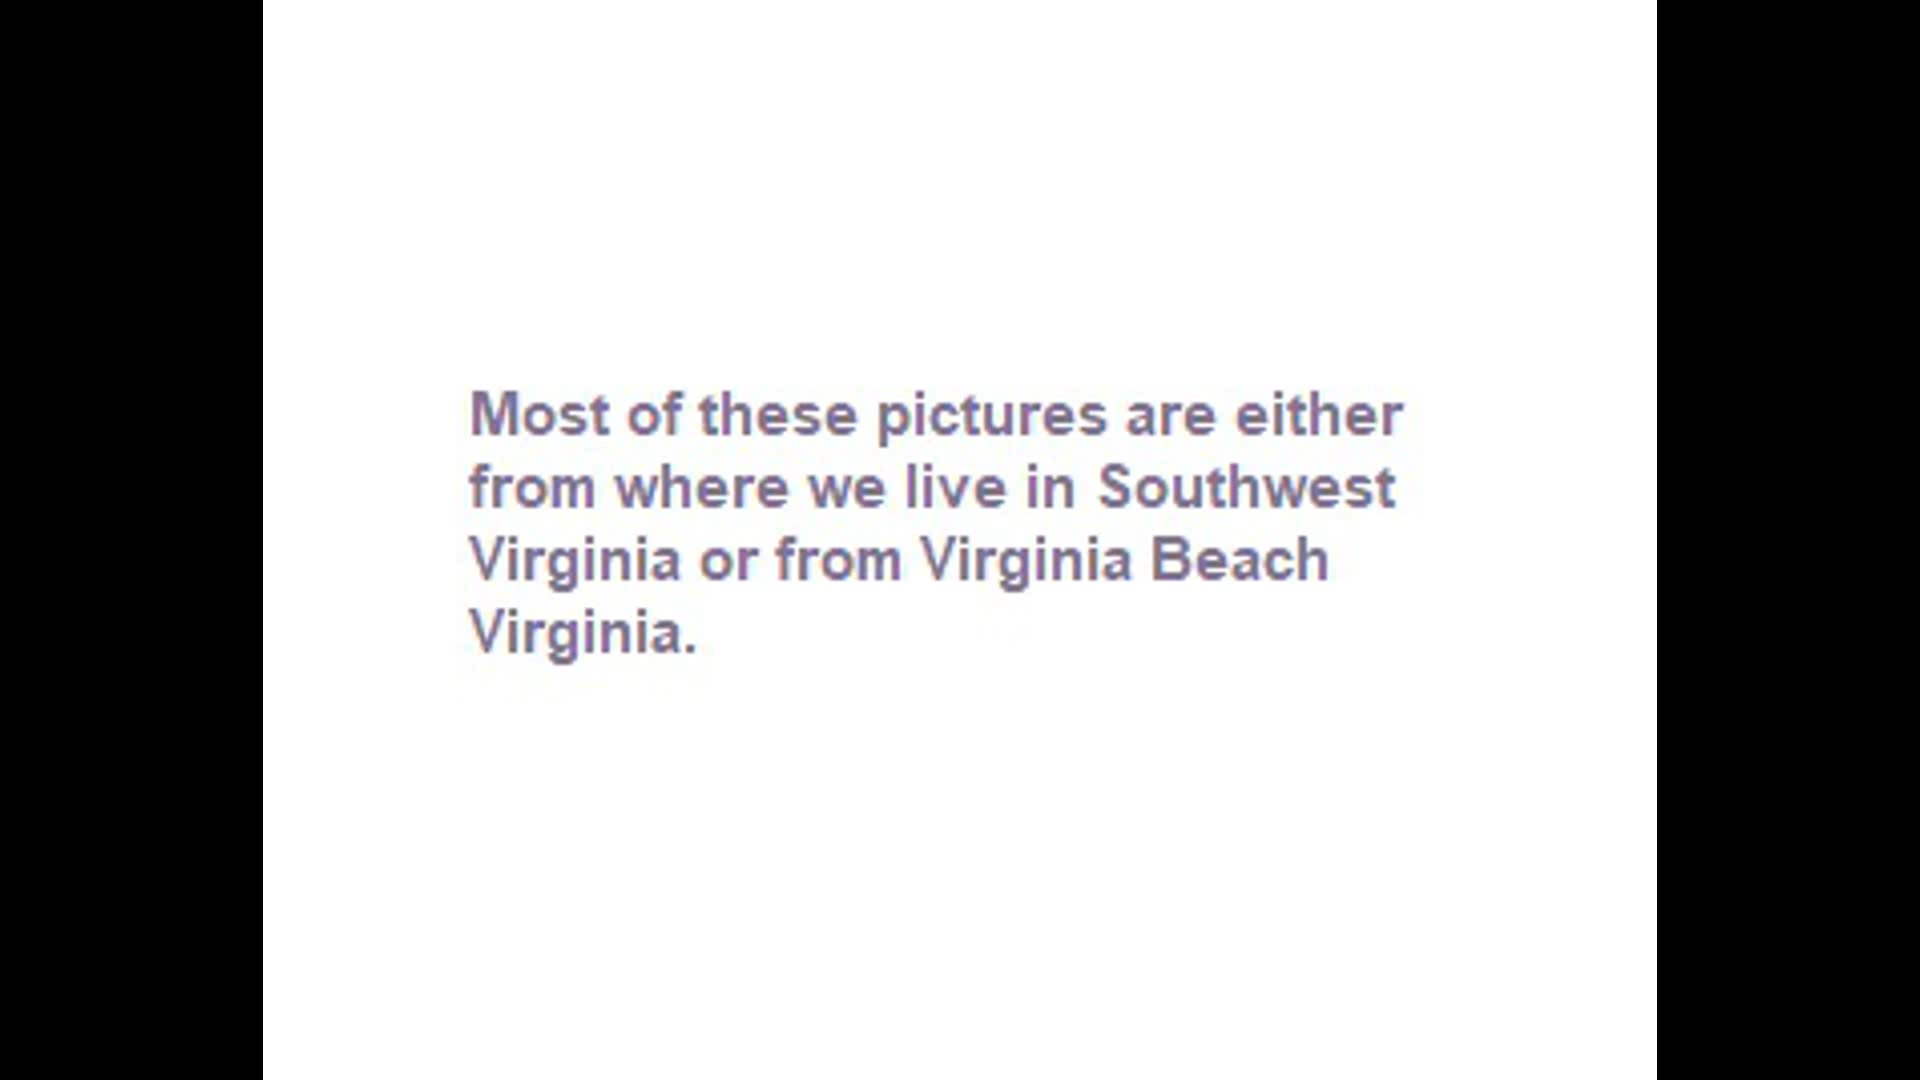 Most of these pictures are either
from where we live in Southwest
Virginia or from Virginia Beach
Virginia.